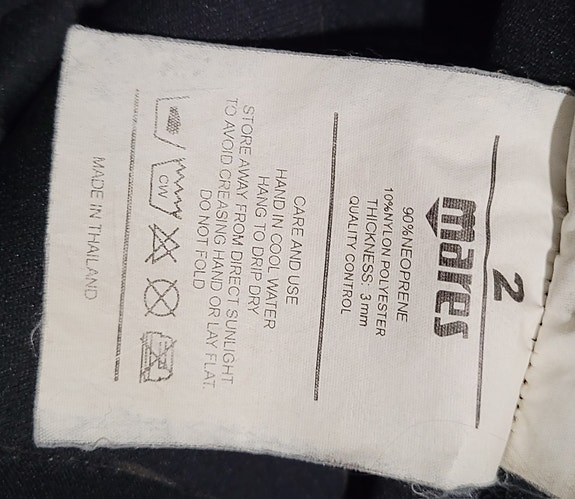 2
mares
90%NEOPRENE
10%NYLON POLYESTER
THICKNESS: 3mm
QUALITY CONTROL
CARE AND USE
HAND IN COOL WATER
HANG TO DRIP DRY
STORE AWAY FROM DIRECT SUNLIGHT
TO AVOID CREASING HAND OR LAY FLAT.
DO NOT FOLD
CW
MADE IN THAILAND